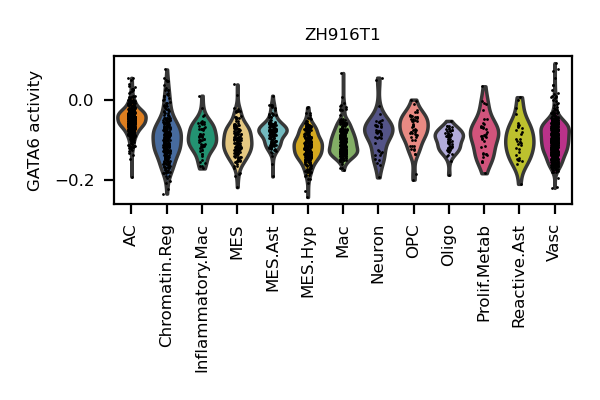 ZH916T1
GATA6 activity
0.0
−0.2
AC
Chromatin.Reg
Inflammatory.Mac
MES
MES.Ast
MES.Hyp
Mac
Neuron
OPC
Oligo
Prolif.Metab
Reactive.Ast
Vasc